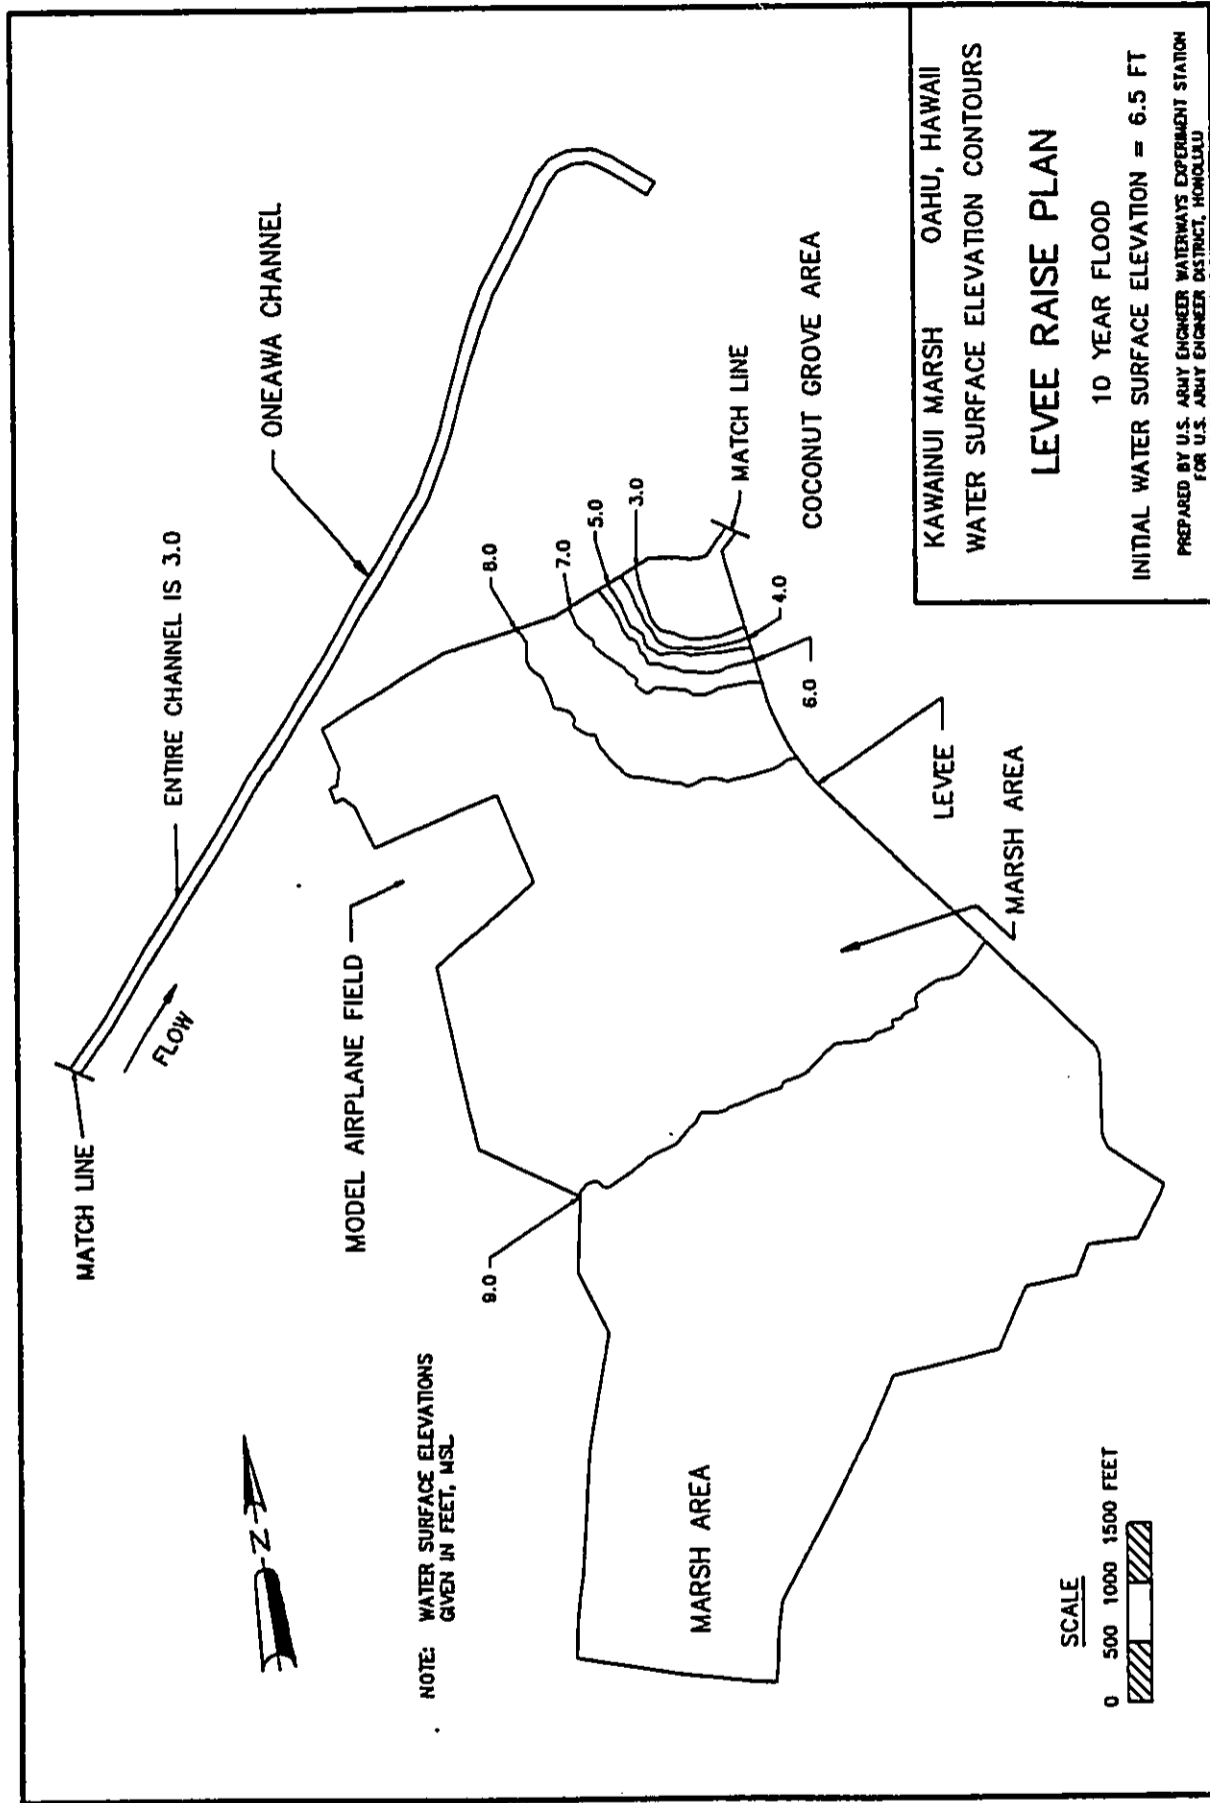 MATCH LINE
FLOW
ENTIRE CHANNEL IS 3.0
ONEAWA CHANNEL
N
NOTE: WATER SURFACE ELEVATIONS
GIVEN IN FEET, MSL
MODEL AIRPLANE FIELD
9.0
8.0
7.0
5.0
3.0
MATCH LINE
4.0
6.0
COCONUT GROVE AREA
LEVEE
MARSH AREA
MARSH AREA
SCALE
0 500 1000 1500 FEET
KAWAINUI MARSH OAHU, HAWAII
WATER SURFACE ELEVATION CONTOURS
LEVEE RAISE PLAN
10 YEAR FLOOD
INITIAL WATER SURFACE ELEVATION = 6.5 FT
PREPARED BY U.S. ARMY ENGINEER WATERWAYS EXPERIMENT STATION
FOR U.S. ARMY ENGINEER DISTRICT, HONOLULU